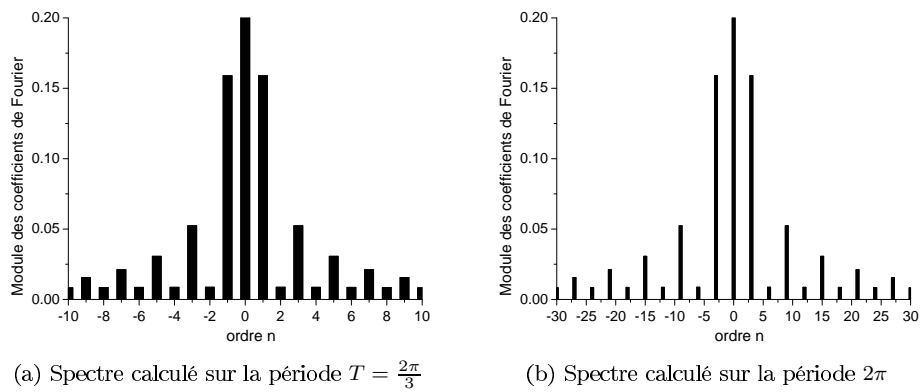 Module des coefficients de Fourier
0.20
0.15
0.10
0.05
0.00
-10 -8 -6 -4 -2 0 2 4 6 8 10
ordre n
(a) Spectre calculé sur la période T = 2π/3
Module des coefficients de Fourier
0.20
0.15
0.10
0.05
0.00
-30 -25 -20 -15 -10 -5 0 5 10 15 20 25 30
ordre n
(b) Spectre calculé sur la période 2π